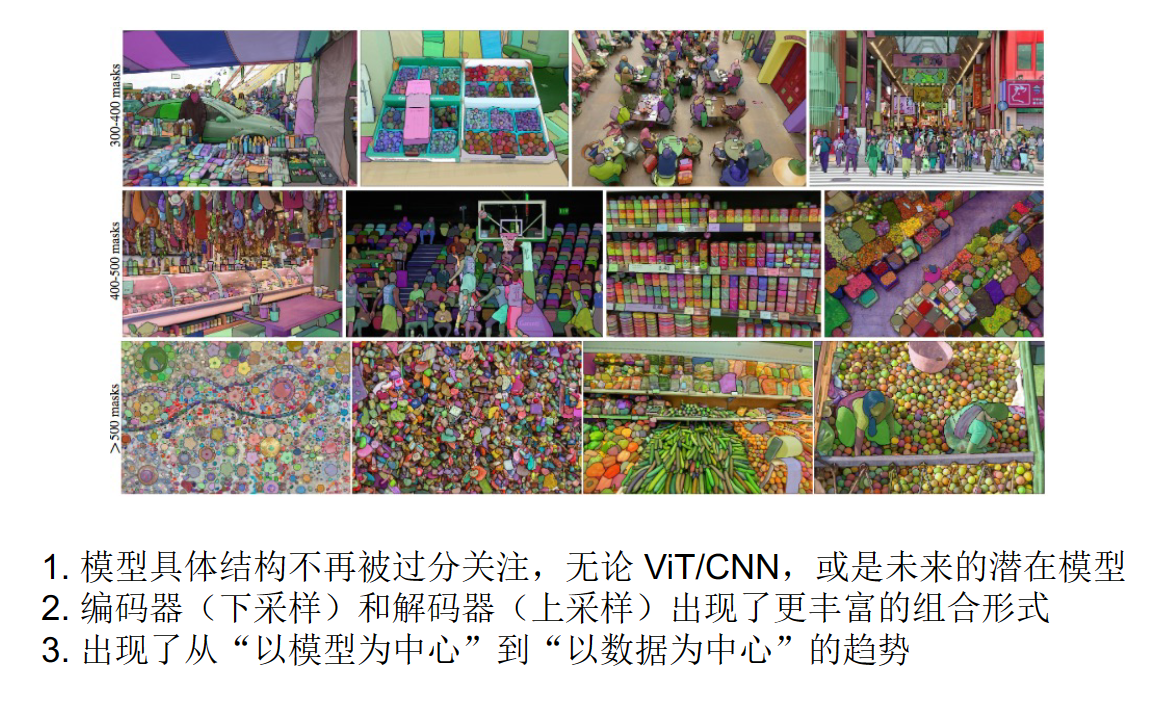 300-400 masks
400-500 masks
>500 masks
1. 模型具体结构不再被过分关注，无论 ViT/CNN，或是未来的潜在模型
2. 编码器（下采样）和解码器（上采样）出现了更丰富的组合形式
3. 出现了从“以模型为中心”到“以数据为中心”的趋势